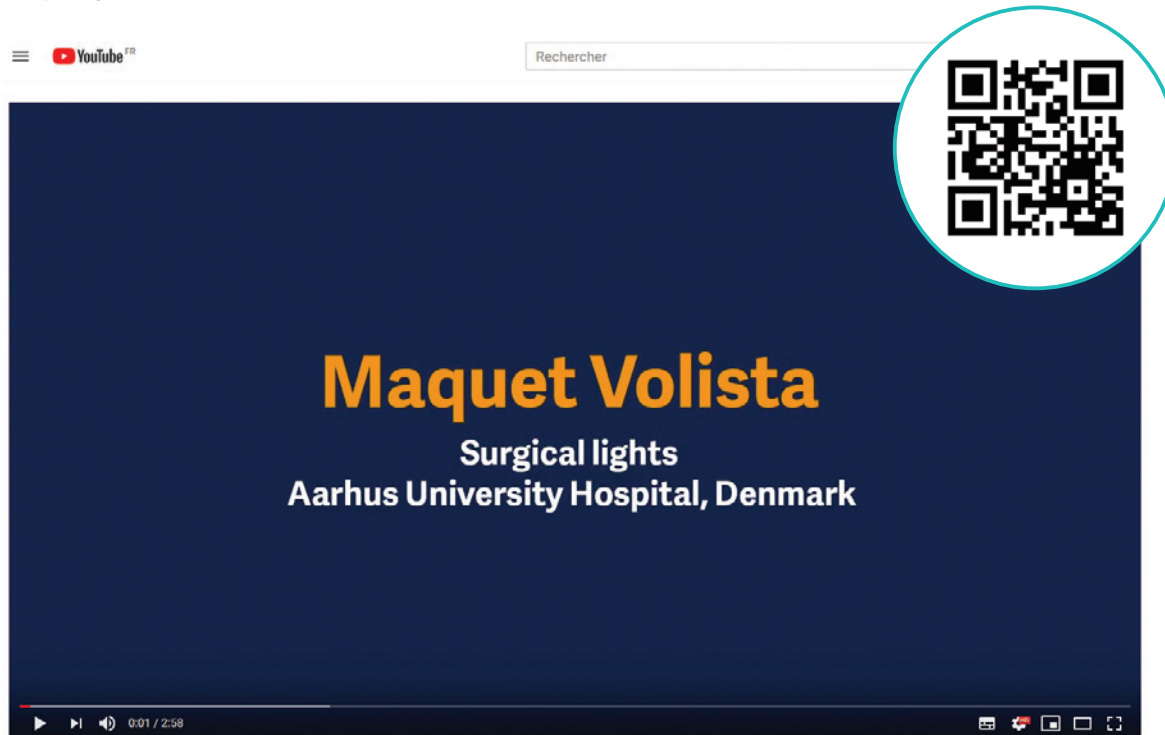 YouTube FR
Rechercher
Maquet Volista
Surgical lights
Aarhus University Hospital, Denmark
0:01 / 2:58